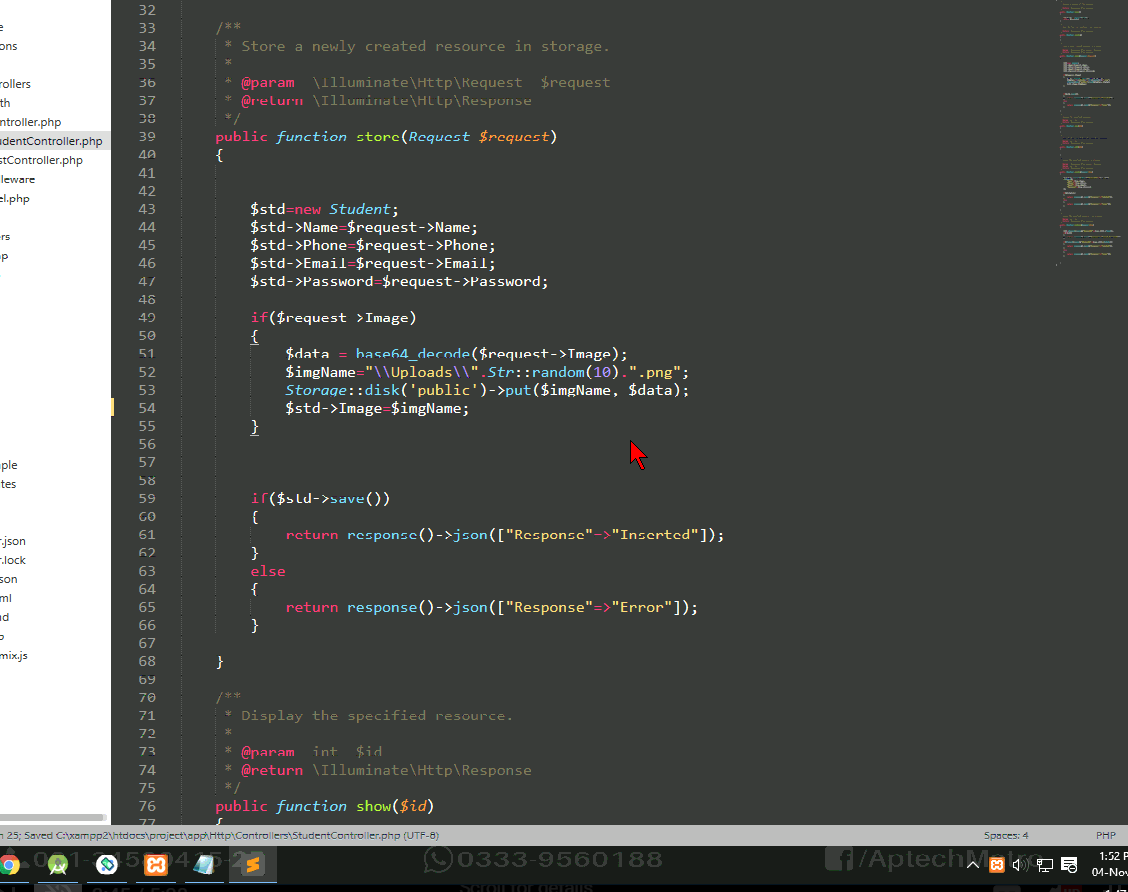 e
ons
rollers
th
ntroller.php
udentController.php
stController.php
leware
el.php
rs
p
ple
tes
r.json
r.lock
son
ml
nd
p
mix.js
32
33 /**
34 * Store a newly created resource in storage.
35 *
36 * @param \Illuminate\Http\Request $request
37 * @return \Illuminate\Http\Response
38 */
39 public function store(Request $request)
40 {
41
42
43 $std=new Student;
44 $std->Name=$request->Name;
45 $std->Phone=$request->Phone;
46 $std->Email=$request->Email;
47 $std->Password=$request->Password;
48
49 if($request >Image)
50 {
51 $data = base64_decode($request->Image);
52 $imgName="\\Uploads\\".Str::random(10).".png";
53 Storage::disk('public')->put($imgName, $data);
54 $std->Image=$imgName;
55 }
56
57
58
59 if($std->save())
60 {
61 return response()->json(["Response"=>"Inserted"]);
62 }
63 else
64 {
65 return response()->json(["Response"=>"Error"]);
66 }
67
68 }
69
70 /**
71 * Display the specified resource.
72 *
73 * @param int $id
74 * @return \Illuminate\Http\Response
75 */
76 public function show($id)
77 {
n 25; Saved C:\xampp2\htdocs\project\app\Http\Controllers\StudentController.php (UTF-8)
Spaces: 4
PHP
0333-9560188
1:52 P
04-Nov
Scroll for details